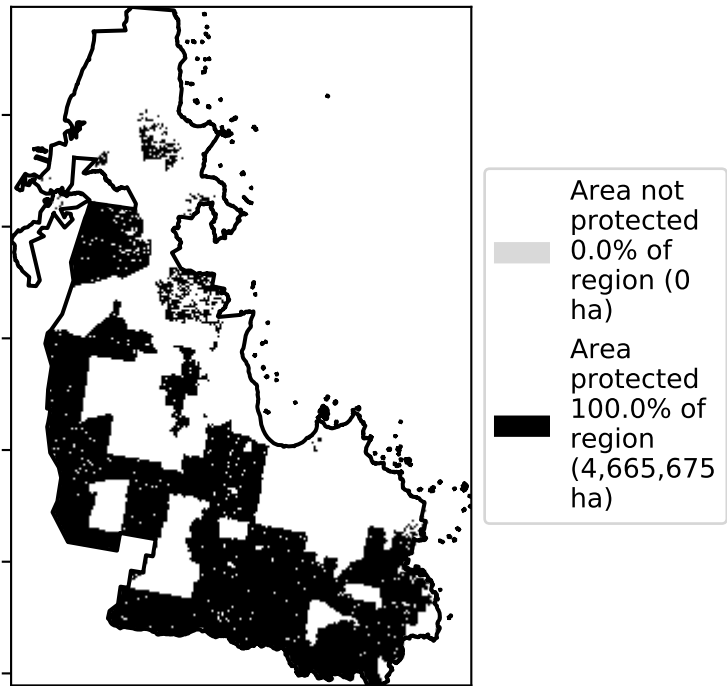 Area not
protected
0.0% of
region (0
ha)
Area
protected
100.0% of
region
(4,665,675
ha)